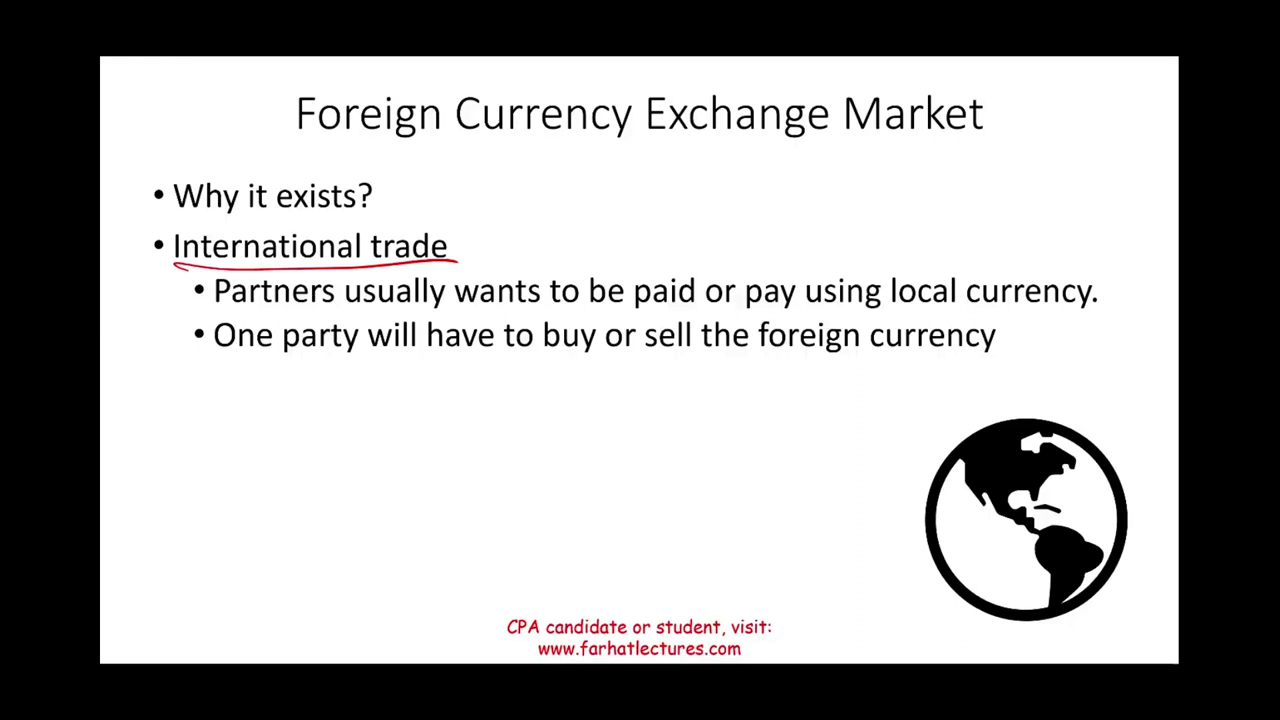 Foreign Currency Exchange Market
• Why it exists?
• International trade
• Partners usually wants to be paid or pay using local currency.
• One party will have to buy or sell the foreign currency
CPA candidate or student, visit:
www.farhatlectures.com